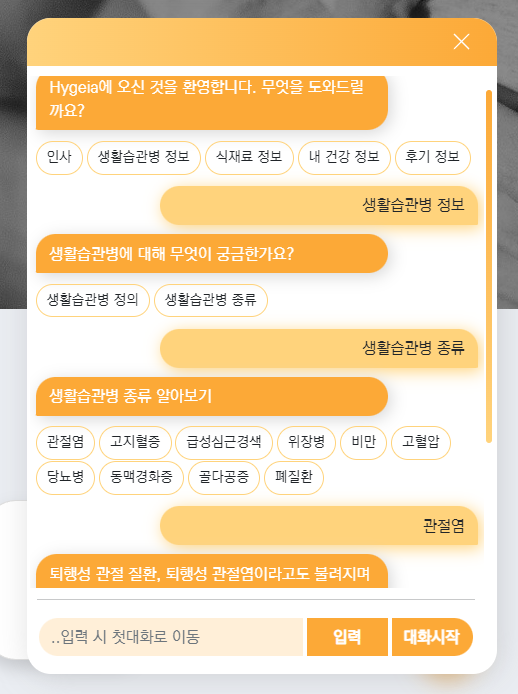 Hygeia에 오신 것을 환영합니다. 무엇을 도와드릴
까요?
인사 생활습관병 정보 식재료 정보 내 건강 정보 후기 정보
생활습관병 정보
생활습관병에 대해 무엇이 궁금한가요?
생활습관병 정의 생활습관병 종류
생활습관병 종류
생활습관병 종류 알아보기
관절염 고지혈증 급성심근경색 위장병 비만 고혈압
당뇨병 동맥경화증 골다공증 폐질환
관절염
퇴행성 관절 질환, 퇴행성 관절염이라고도 불려지며
..입력 시 첫대화로 이동 입력 대화시작